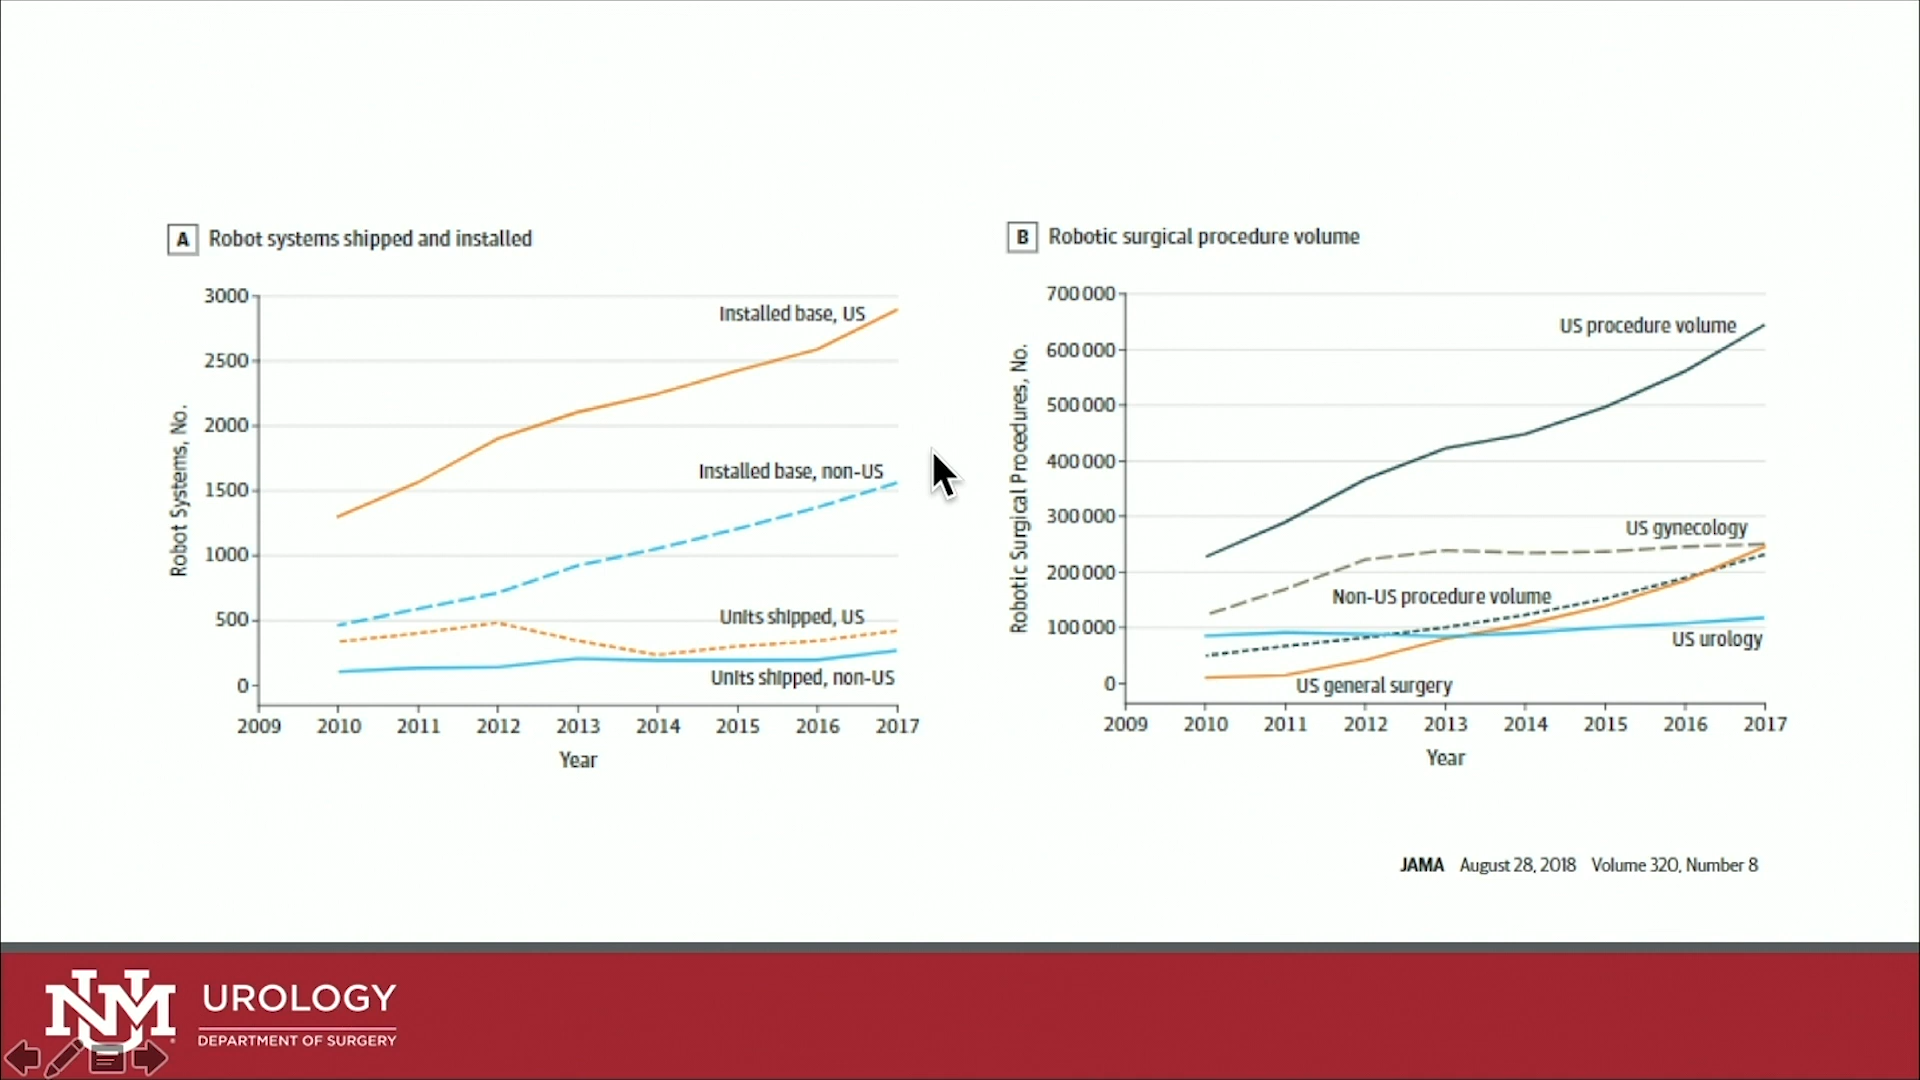 A Robot systems shipped and installed
3000
2500
2000
1500
1000
500
0
Robot Systems, No.
Installed base, US
Installed base, non-US
Units shipped, US
Units shipped, non-US
2009 2010 2011 2012 2013 2014 2015 2016 2017
Year
B Robotic surgical procedure volume
700 000
600 000
500 000
400 000
300 000
200 000
100 000
0
Robotic Surgical Procedures, No.
US procedure volume
US gynecology
Non-US procedure volume
US urology
US general surgery
2009 2010 2011 2012 2013 2014 2015 2016 2017
Year
JAMA August 28, 2018 Volume 320, Number 8
UNM
UROLOGY
DEPARTMENT OF SURGERY